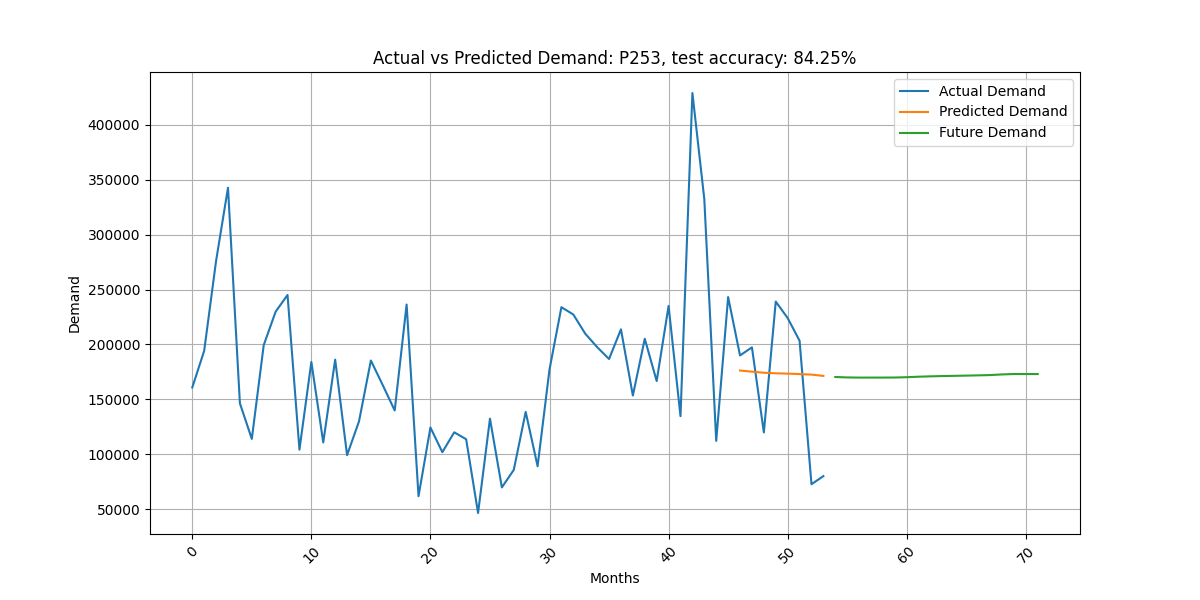 Actual vs Predicted Demand: P253, test accuracy: 84.25%
Actual Demand
Predicted Demand
Future Demand
400000
350000
300000
250000
200000
150000
100000
50000
Demand
0
10
20
30
40
50
60
70
Months